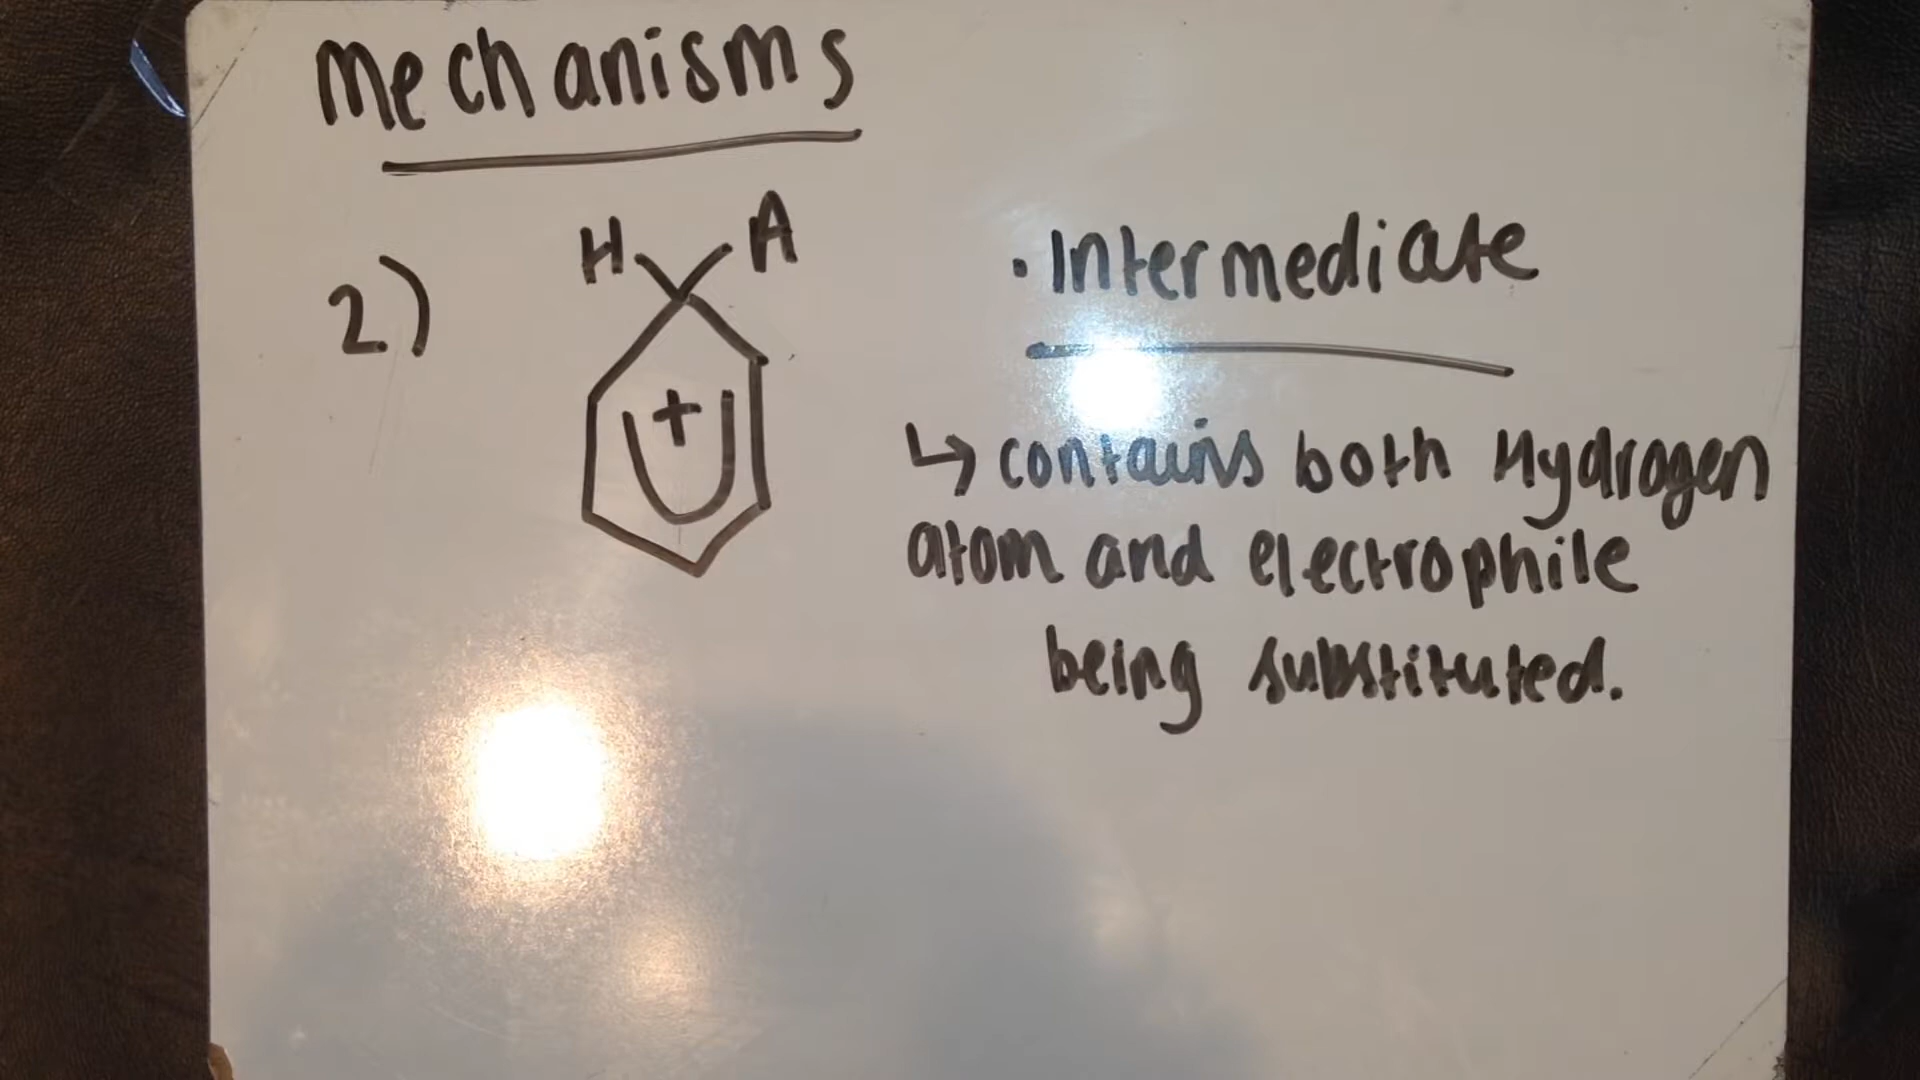 Mechanisms
2)
H A
+
• Intermediate
↳ contains both Hydrogen
atom and electrophile
being substituted.